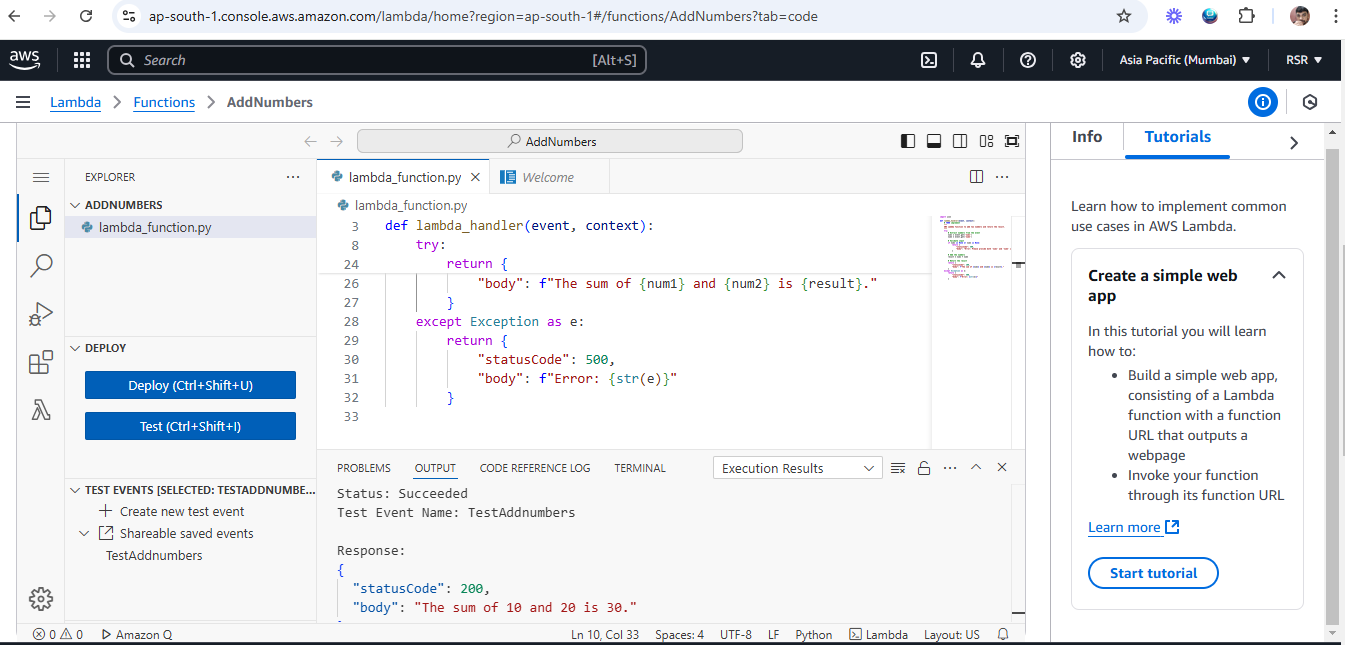 ap-south-1.console.aws.amazon.com/lambda/home?region=ap-south-1#/functions/AddNumbers?tab=code
aws
Search [Alt+S]
Asia Pacific (Mumbai)
RSR
Lambda
Functions
AddNumbers
AddNumbers
EXPLORER
ADDNUMBERS
lambda_function.py
DEPLOY
Deploy (Ctrl+Shift+U)
Test (Ctrl+Shift+I)
TEST EVENTS [SELECTED: TESTADDNUMBE...
Create new test event
Shareable saved events
TestAddnumbers
lambda_function.py
Welcome
lambda_function.py
3 def lambda_handler(event, context):
8 try:
24 return {
26 "body": f"The sum of {num1} and {num2} is {result}."
27 }
28 except Exception as e:
29 return {
30 "statusCode": 500,
31 "body": f"Error: {str(e)}"
32 }
33
PROBLEMS
OUTPUT
CODE REFERENCE LOG
TERMINAL
Execution Results
Status: Succeeded
Test Event Name: TestAddnumbers
Response:
{
"statusCode": 200,
"body": "The sum of 10 and 20 is 30."
Info
Tutorials
Learn how to implement common
use cases in AWS Lambda.
Create a simple web
app
In this tutorial you will learn
how to:
• Build a simple web app,
consisting of a Lambda
function with a function
URL that outputs a
webpage
• Invoke your function
through its function URL
Learn more
Start tutorial
0
0
Amazon Q
Ln 10, Col 33
Spaces: 4
UTF-8
LF
Python
Lambda
Layout: US